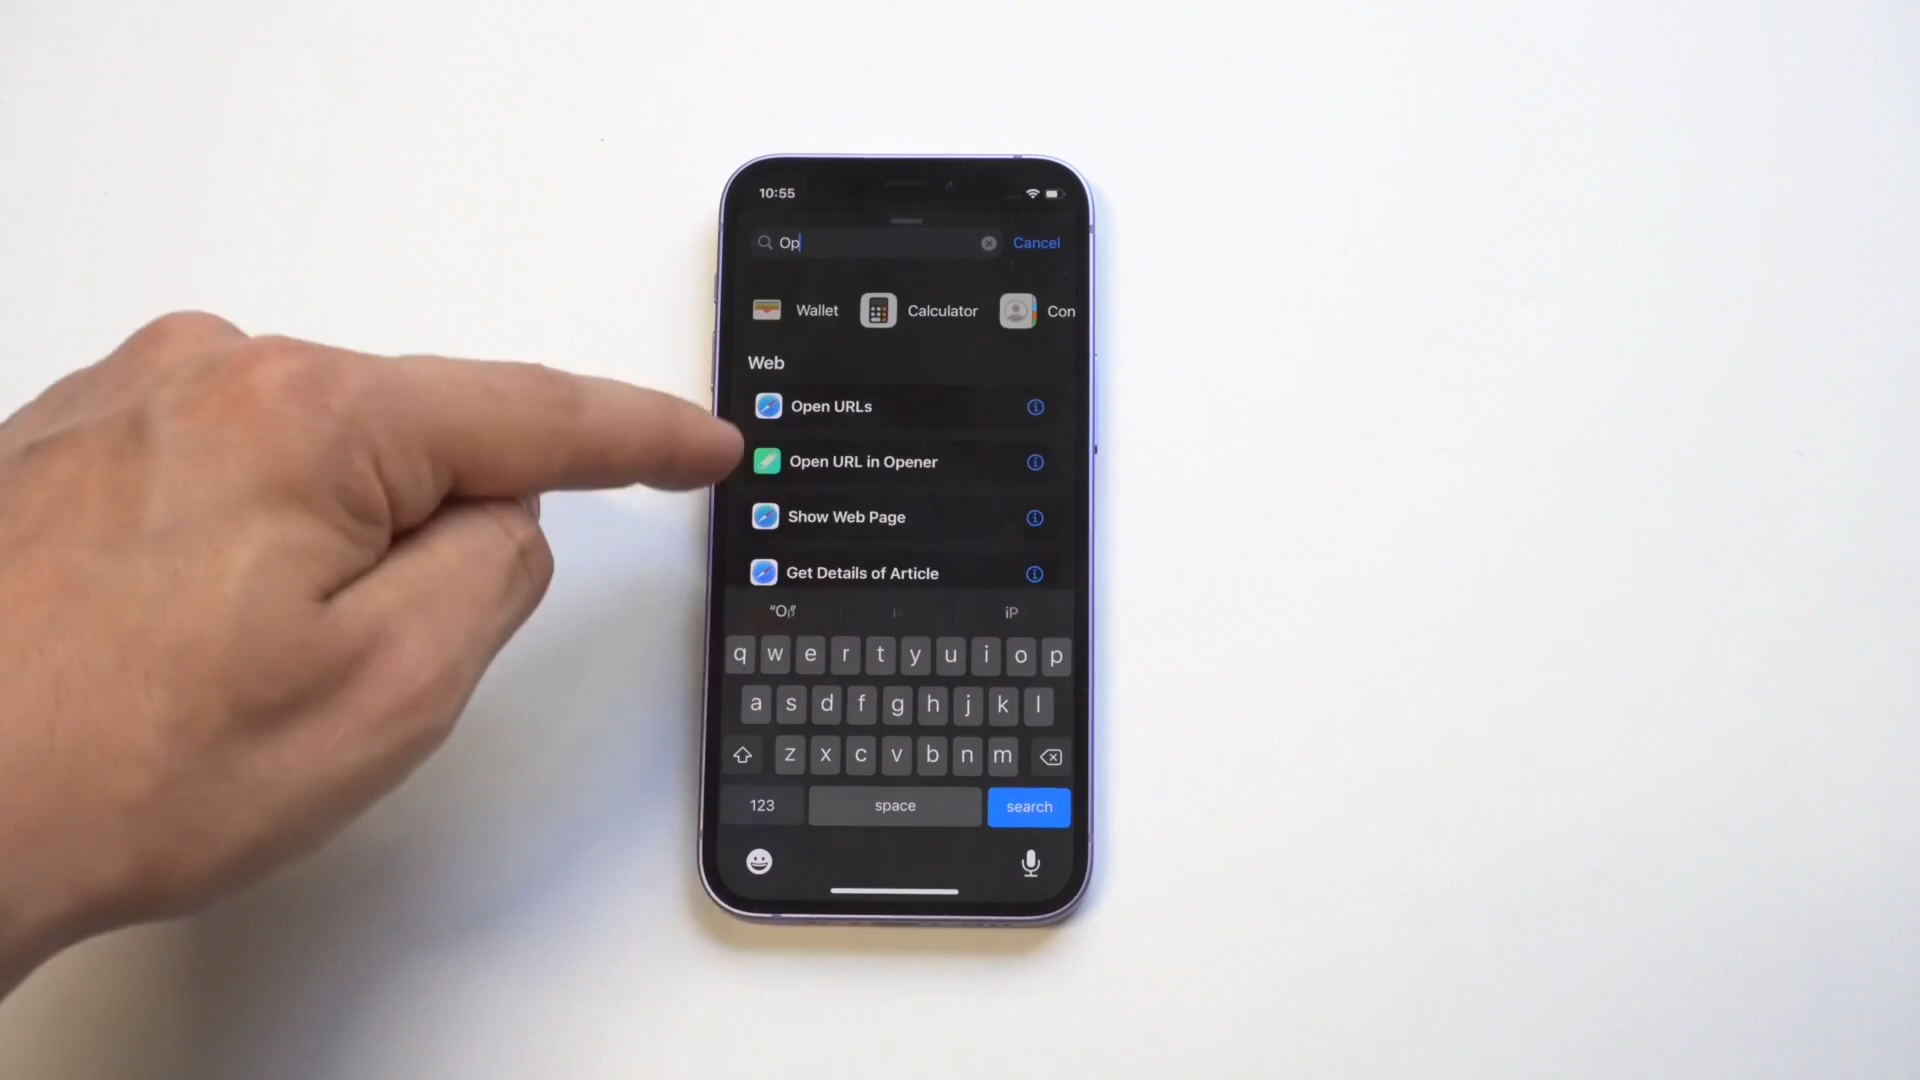 10:55
Op
Cancel
Wallet
Calculator
Con
Web
Open URLs
Open URL in Opener
Show Web Page
Get Details of Article
iP
q w e r t y u i o p
a s d f g h j k l
z x c v b n m
123
space
search